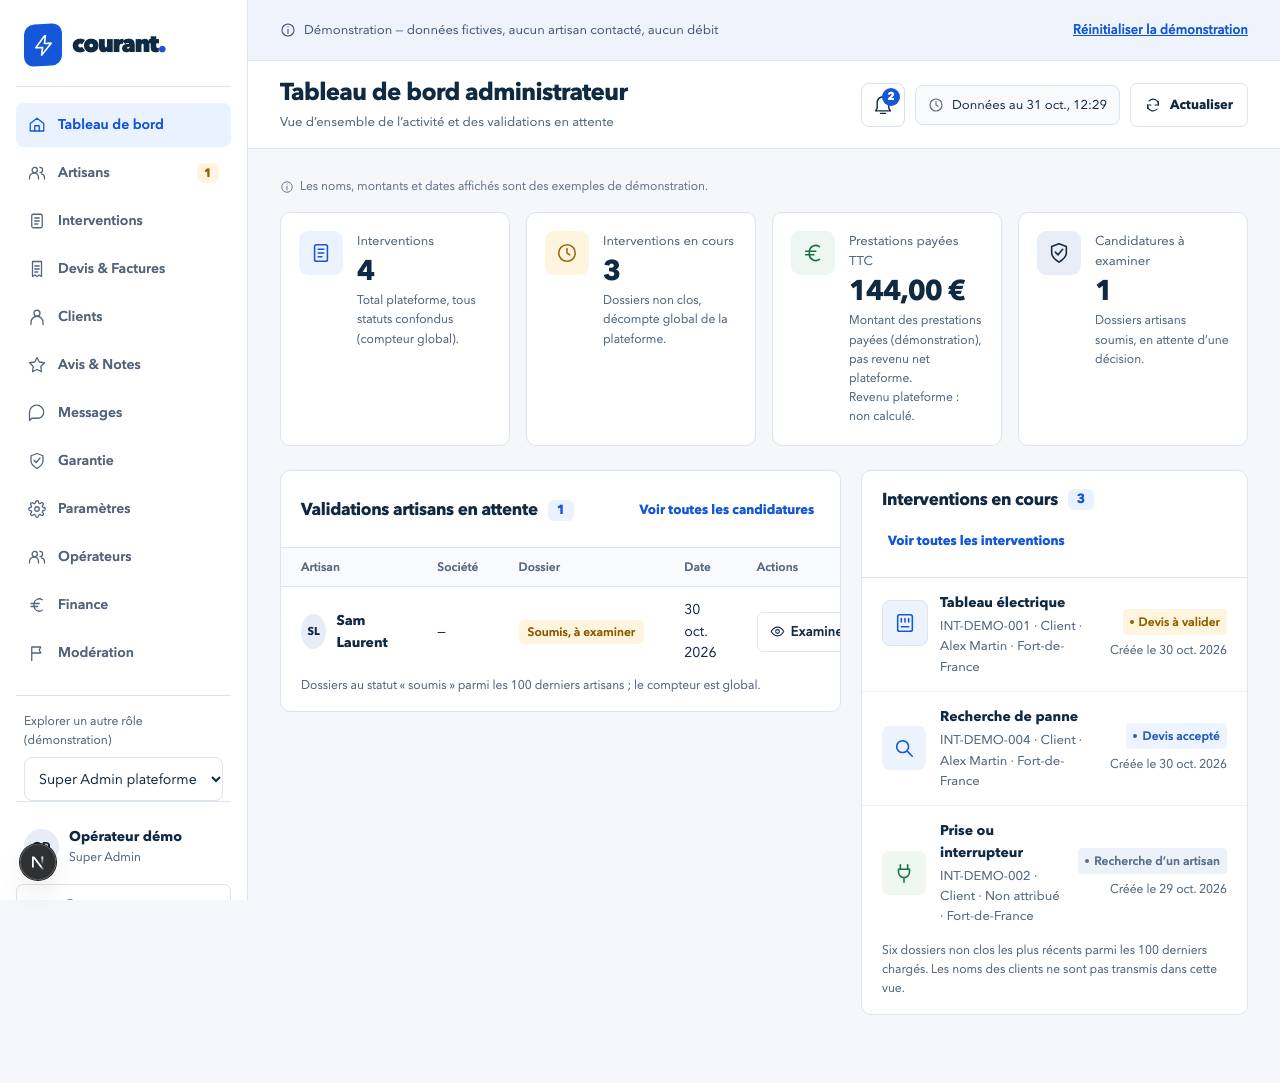 courant.
Tableau de bord
Artisans 1
Interventions
Devis & Factures
Clients
Avis & Notes
Messages
Garantie
Paramètres
Opérateurs
Finance
Modération
Explorer un autre rôle
(démonstration)
Super Admin plateforme
N
Opérateur démo
Super Admin
Démonstration – données fictives, aucun artisan contacté, aucun débit
Réinitialiser la démonstration
Tableau de bord administrateur
Vue d’ensemble de l’activité et des validations en attente
2
Données au 31 oct., 12:29
Actualiser
Les noms, montants et dates affichés sont des exemples de démonstration.
Interventions
4
Total plateforme, tous
statuts confondus
(compteur global).
Interventions en cours
3
Dossiers non clos,
décompte global de la
plateforme.
Prestations payées
TTC
144,00 €
Montant des prestations
payées (démonstration),
pas revenu net
plateforme.
Revenu plateforme :
non calculé.
Candidatures à
examiner
1
Dossiers artisans
soumis, en attente d’une
décision.
Validations artisans en attente 1
Voir toutes les candidatures
Artisan Société Dossier Date Actions
SL
Sam
Laurent
–
Soumis, à examiner
30
oct.
2026
Examine
Dossiers au statut « soumis » parmi les 100 derniers artisans ; le compteur est global.
Interventions en cours 3
Voir toutes les interventions
Tableau électrique
INT-DEMO-001 · Client ·
Alex Martin · Fort-de-
France
• Devis à valider
Créée le 30 oct. 2026
Recherche de panne
INT-DEMO-004 · Client ·
Alex Martin · Fort-de-
France
• Devis accepté
Créée le 30 oct. 2026
Prise ou
interrupteur
INT-DEMO-002 ·
Client · Non attribué
· Fort-de-France
• Recherche d’un artisan
Créée le 29 oct. 2026
Six dossiers non clos les plus récents parmi les 100 derniers
chargés. Les noms des clients ne sont pas transmis dans cette
vue.